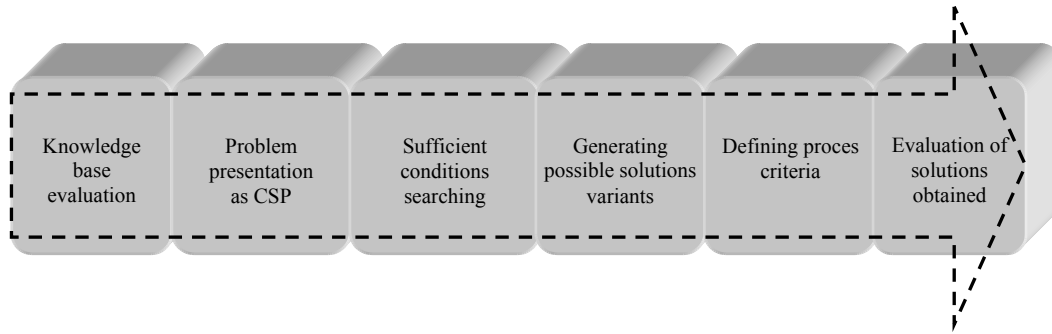 Knowledge
base
evaluation
Problem
presentation
as CSP
Sufficient
conditions
searching
Generating
possible solutions
variants
Defining proces
criteria
Evaluation of
solutions
obtained